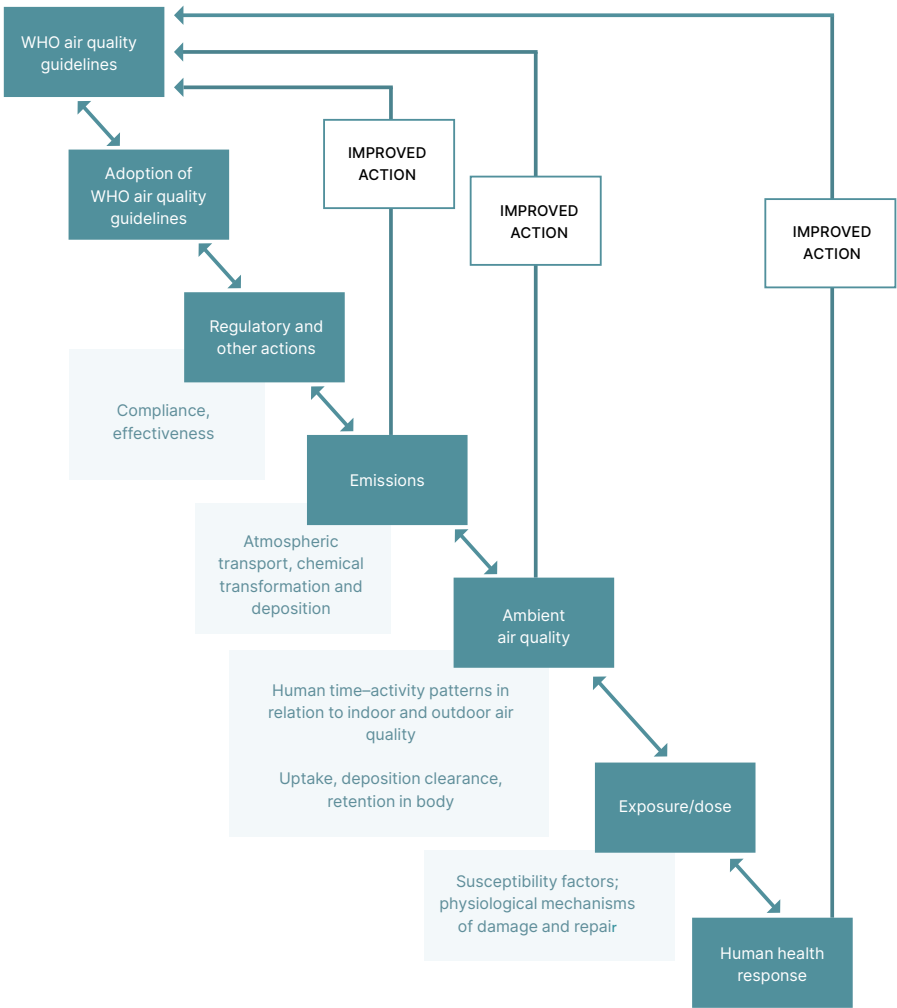 WHO air quality
guidelines
IMPROVED
ACTION
Adoption of
WHO air quality
guidelines
IMPROVED
ACTION
IMPROVED
ACTION
Regulatory and
other actions
Compliance,
effectiveness
Emissions
Atmospheric
transport, chemical
transformation and
deposition
Ambient
air quality
Human time–activity patterns in
relation to indoor and outdoor air
quality
Uptake, deposition clearance,
retention in body
Exposure/dose
Susceptibility factors;
physiological mechanisms
of damage and repair
Human health
response